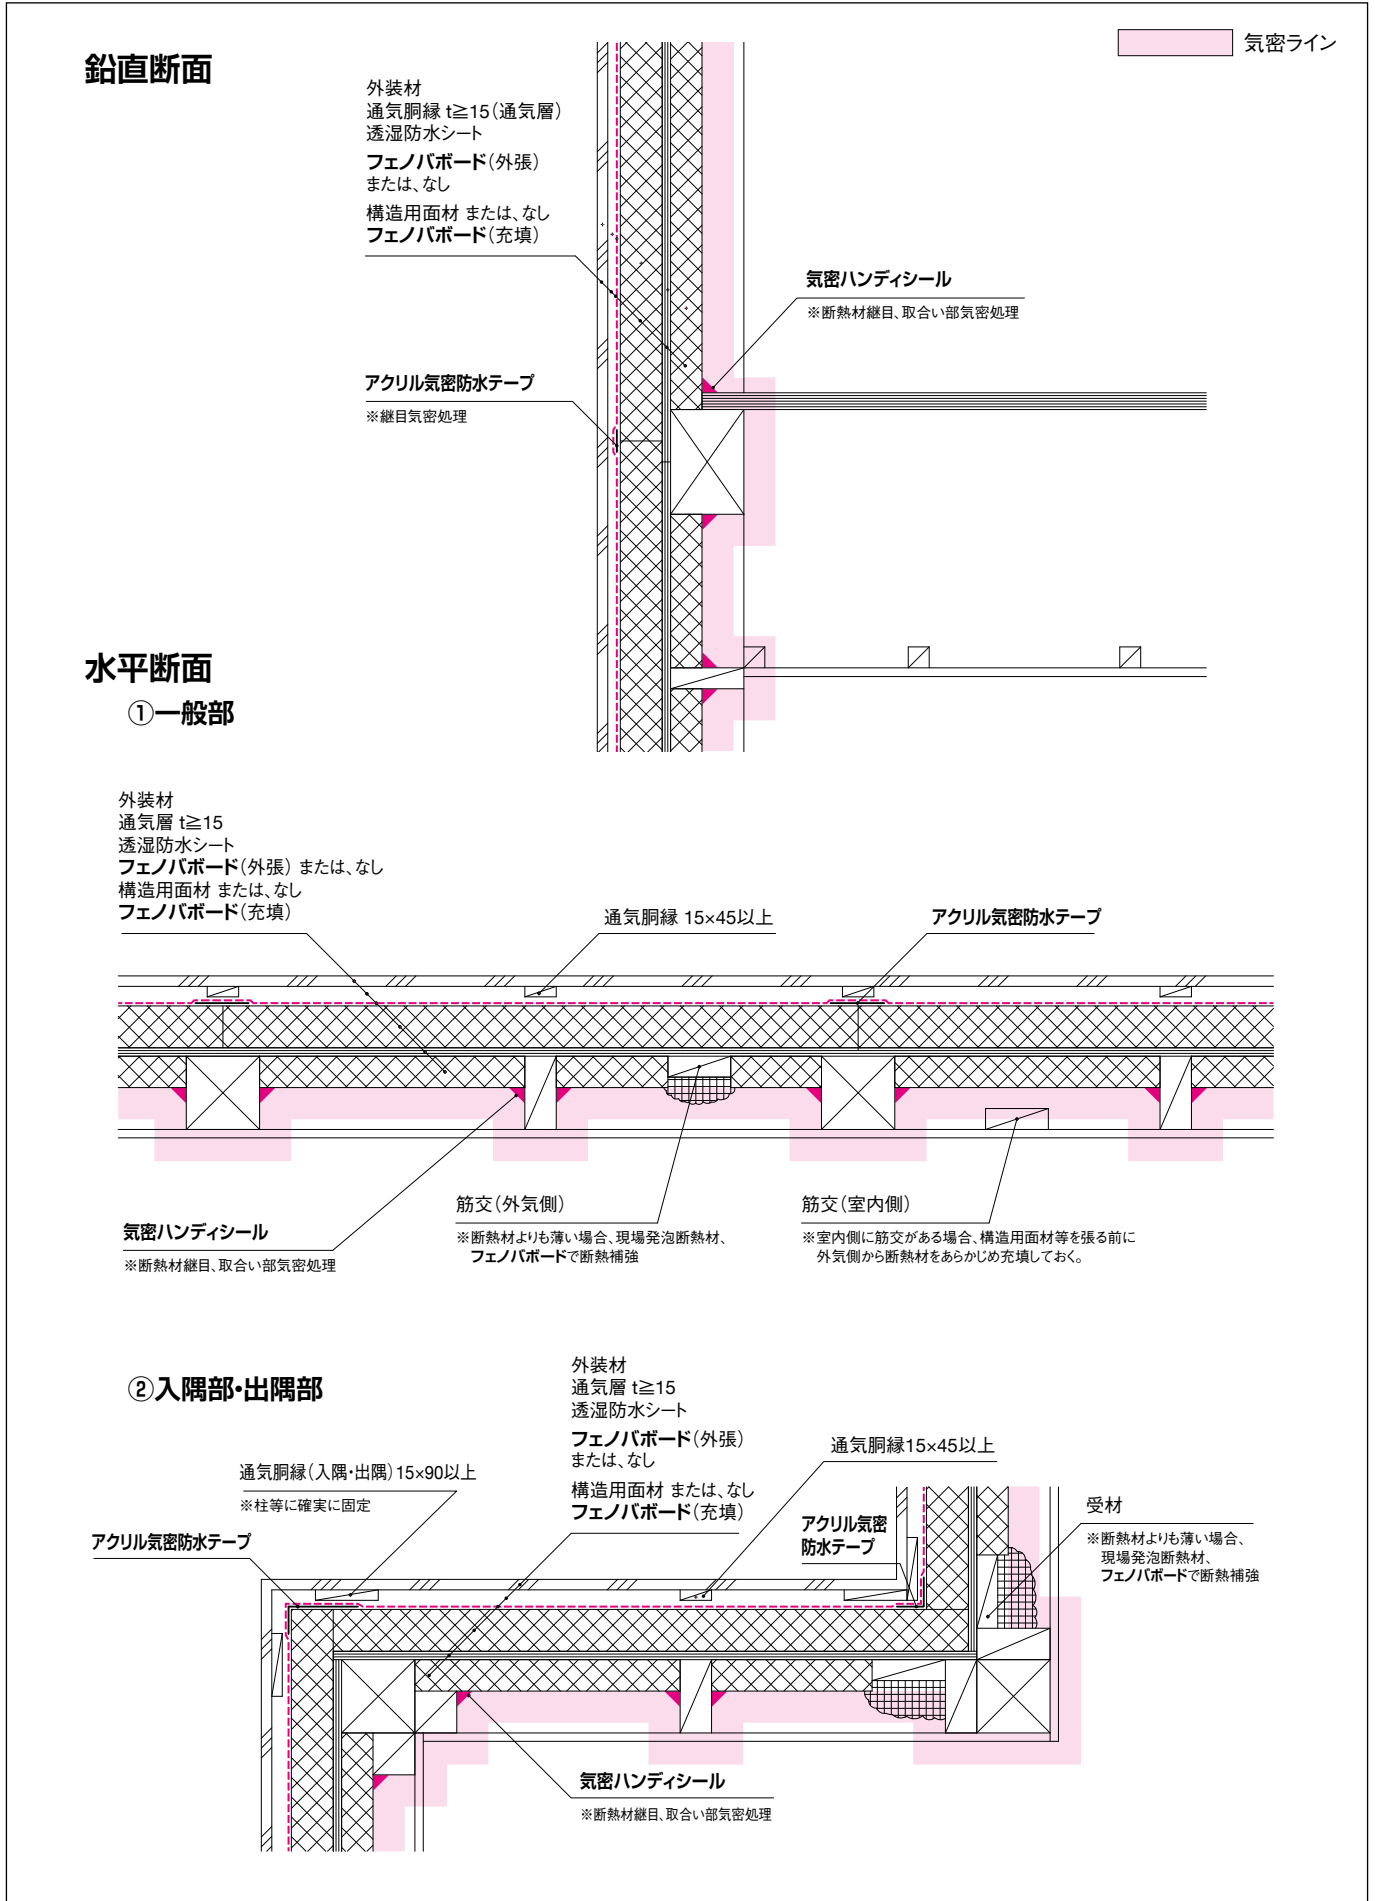 気密ライン
鉛直断面
外装材
通気胴縁 t≧15(通気層)
透湿防水シート
フェノバボード(外張)
または、なし
構造用面材 または、なし
フェノバボード(充填)
気密ハンディシール
※断熱材継目、取合い部気密処理
アクリル気密防水テープ
※継目気密処理
水平断面
①一般部
外装材
通気層 t≧15
透湿防水シート
フェノバボード(外張) または、なし
構造用面材 または、なし
フェノバボード(充填)
通気胴縁 15×45以上
アクリル気密防水テープ
気密ハンディシール
※断熱材継目、取合い部気密処理
筋交(外気側)
※断熱材よりも薄い場合、現場発泡断熱材、
フェノバボードで断熱補強
筋交(室内側)
※室内側に筋交がある場合、構造用面材等を張る前に
外気側から断熱材をあらかじめ充填しておく。
②入隅部・出隅部
外装材
通気層 t≧15
透湿防水シート
フェノバボード(外張)
または、なし
構造用面材 または、なし
フェノバボード(充填)
通気胴縁(入隅・出隅)15×90以上
※柱等に確実に固定
アクリル気密防水テープ
通気胴縁15×45以上
アクリル気密
防水テープ
受材
※断熱材よりも薄い場合、
現場発泡断熱材、
フェノバボードで断熱補強
気密ハンディシール
※断熱材継目、取合い部気密処理